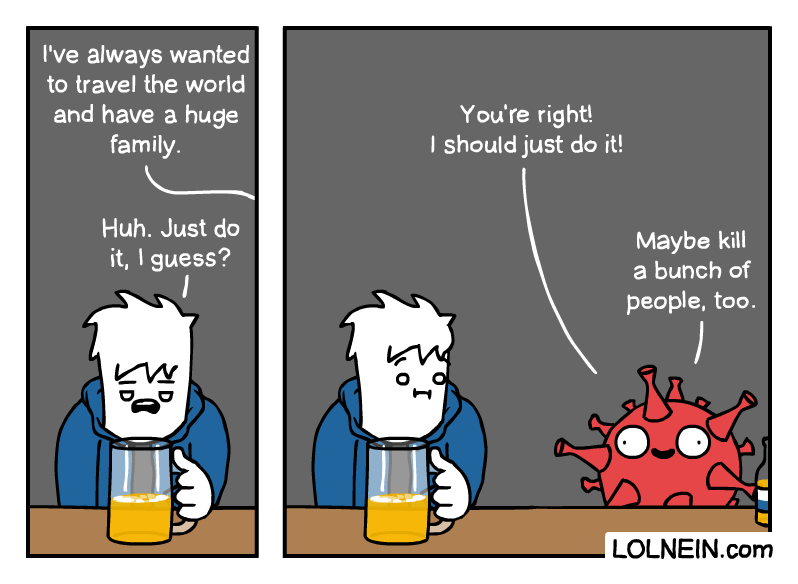 I've always wanted
to travel the world
and have a huge
family.
Huh. Just do
it, I guess?
You're right!
I should just do it!
Maybe kill
a bunch of
people, too.
LOLNEIN.com